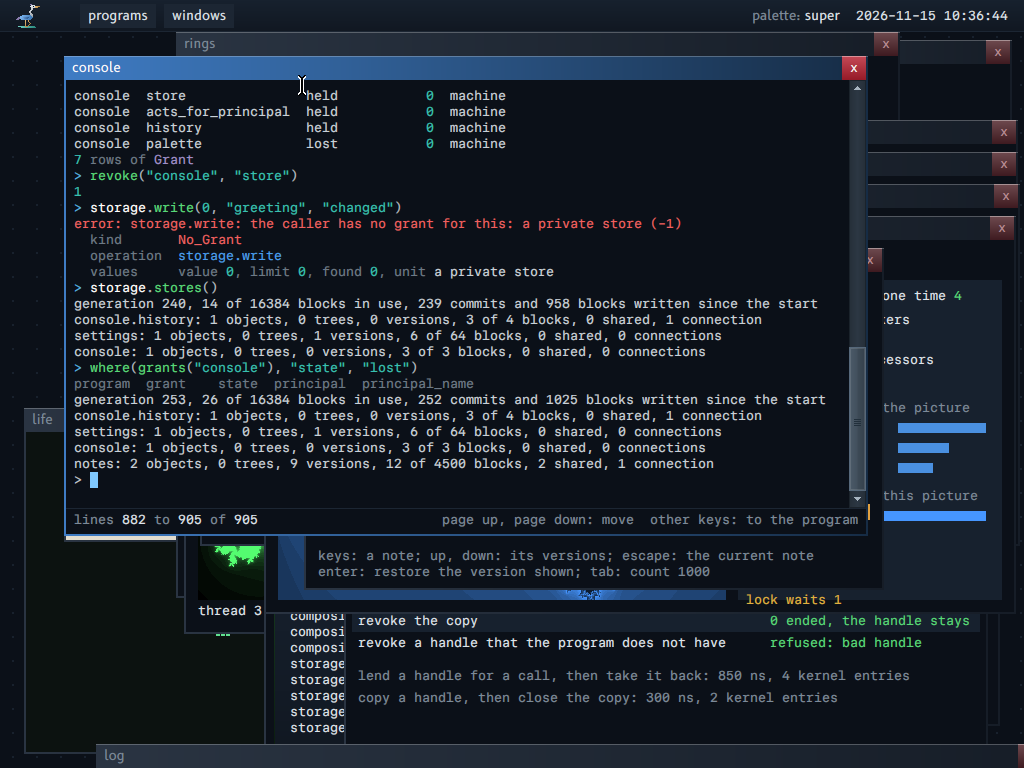 programs
windows
palette: super 2026-11-15 10:36:44
rings
x
x
console
x
console store held 0 machine
console acts_for_principal held 0 machine
console history held 0 machine
console palette lost 0 machine
7 rows of Grant
> revoke("console", "store")
1
> storage.write(0, "greeting", "changed")
error: storage.write: the caller has no grant for this: a private store (-1)
kind No_Grant
operation storage.write
values value 0, limit 0, found 0, unit a private store
> storage.stores()
generation 240, 14 of 16384 blocks in use, 239 commits and 958 blocks written since the start
console.history: 1 objects, 0 trees, 0 versions, 3 of 4 blocks, 0 shared, 1 connection
settings: 1 objects, 0 trees, 1 versions, 6 of 64 blocks, 0 shared, 0 connections
console: 1 objects, 0 trees, 0 versions, 3 of 3 blocks, 0 shared, 0 connections
> where(grants("console"), "state", "lost")
program grant state principal principal_name
generation 253, 26 of 16384 blocks in use, 252 commits and 1025 blocks written since the start
console.history: 1 objects, 0 trees, 0 versions, 3 of 4 blocks, 0 shared, 1 connection
settings: 1 objects, 0 trees, 1 versions, 6 of 64 blocks, 0 shared, 0 connections
console: 1 objects, 0 trees, 0 versions, 3 of 3 blocks, 0 shared, 0 connections
notes: 2 objects, 0 trees, 9 versions, 12 of 4500 blocks, 2 shared, 1 connection
>
lines 882 to 905 of 905 page up, page down: move other keys: to the program
x
x
x
x
x
one time 4
kers
cessors
the picture
this picture
life
keys: a note; up, down: its versions; escape: the current note
enter: restore the version shown; tab: count 1000
lock waits 1
thread 3
composi
composi
composi
storage
storage
storage
storage
storage
revoke the copy 0 ended, the handle stays
revoke a handle that the program does not have refused: bad handle
lend a handle for a call, then take it back: 850 ns, 4 kernel entries
copy a handle, then close the copy: 300 ns, 2 kernel entries
log